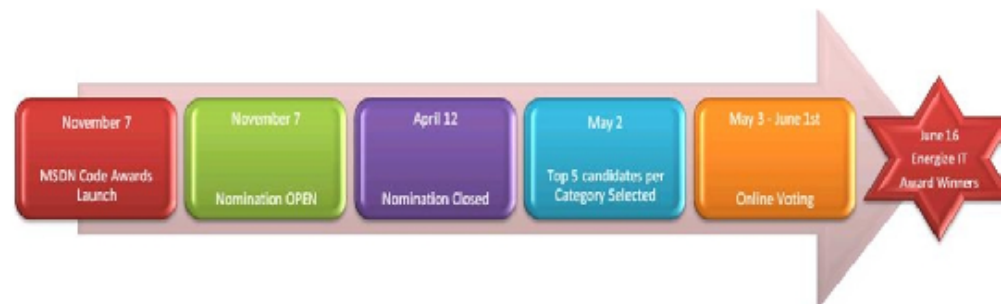 November 7
MSDN Code Awards
Launch
November 7
Nomination OPEN
April 12
Nomination Closed
May 2
Top 5 candidates per
Category Selected
May 3 - June 1st
Online Voting
June 16
Energize IT
Award Winners